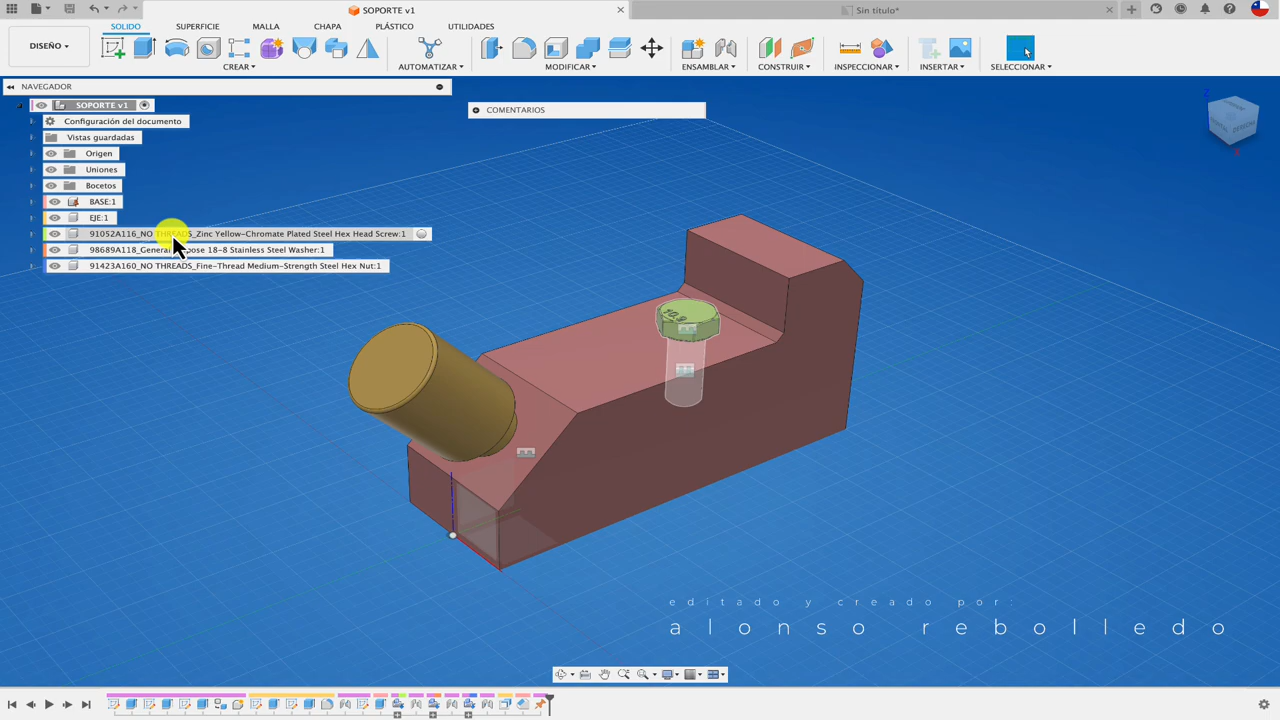 SOPORTE v1
Sin título*
DISEÑO
SOLIDO
SUPERFICIE
MALLA
CHAPA
PLÁSTICO
UTILIDADES
CREAR
AUTOMATIZAR
MODIFICAR
ENSAMBLAR
CONSTRUIR
INSPECCIONAR
INSERTAR
SELECCIONAR
NAVEGADOR
COMENTARIOS
SOPORTE v1
Configuración del documento
Vistas guardadas
Origen
Uniones
Bocetos
BASE:1
EJE:1
91052A116_NO THREADS_Zinc Yellow-Chromate Plated Steel Hex Head Screw:1
98689A118_General 18-8 Stainless Steel Washer:1
91423A160_NO THREADS_Fine-Thread Medium-Strength Steel Hex Nut:1
10.9
editado y creado por:
alonso rebolledo